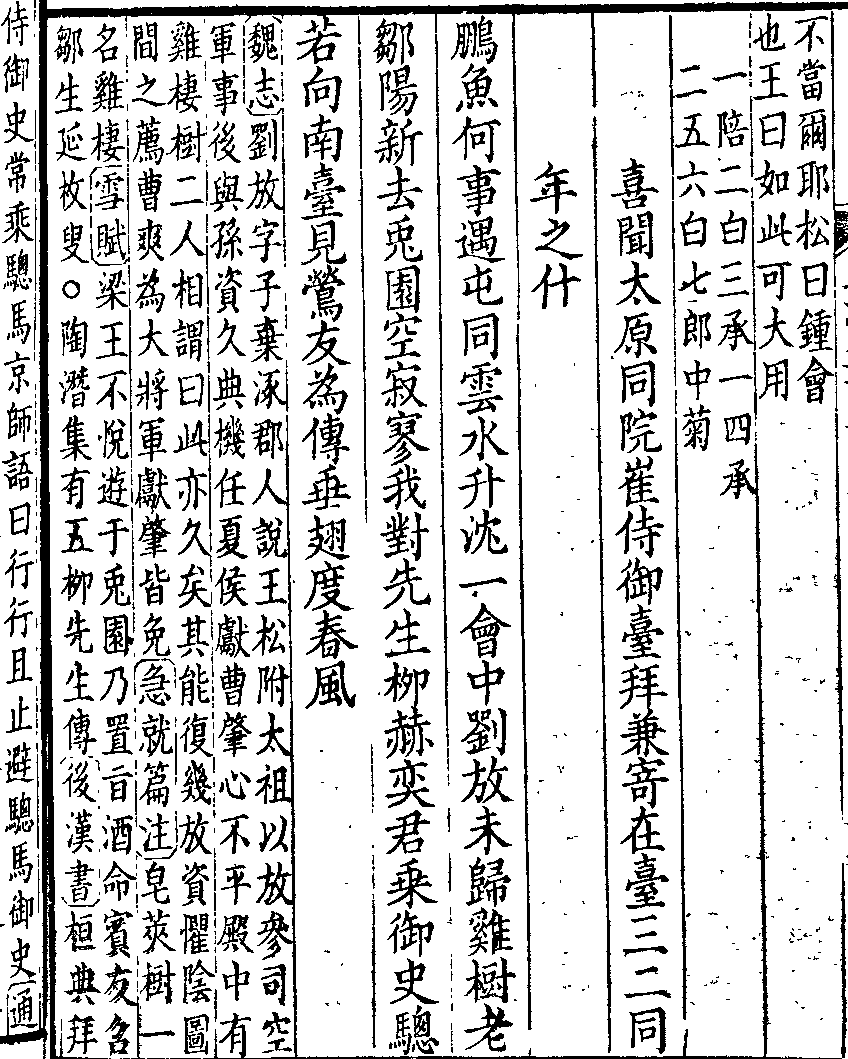 不當爾耶松曰鍾會
也王曰如此可大用
一陪二白三承一四承
二五六白七郎中菊
喜聞太原同院崔侍御臺拜兼寄在臺三二同
年之什
鵬魚何事遇屯同雲水升沈一會中劉放未歸雞樹老
鄒陽新去兎園空寂寥我對先生柳赫奕君乗御史驄
若向南臺見鶯友為傳垂翅度春風
魏志劉放字子棄涿郡人說王松附太祖以放參司空
軍事後與孫資久典機任夏侯獻曹肇心不平殿中有
雞棲樹二人相謂曰此亦久矣其能復幾放資懼陰圖
間之薦曹爽為大將軍獻肇皆免急就篇注皀莢樹一
名雞棲雪賦梁王不悅遊于兎園乃置旨酒命賓友召
鄒生延枚叟○陶潛集有五柳先生傳後漢書桓典拜
侍御史常乘驄馬京師語曰行行且止避驄馬御史通